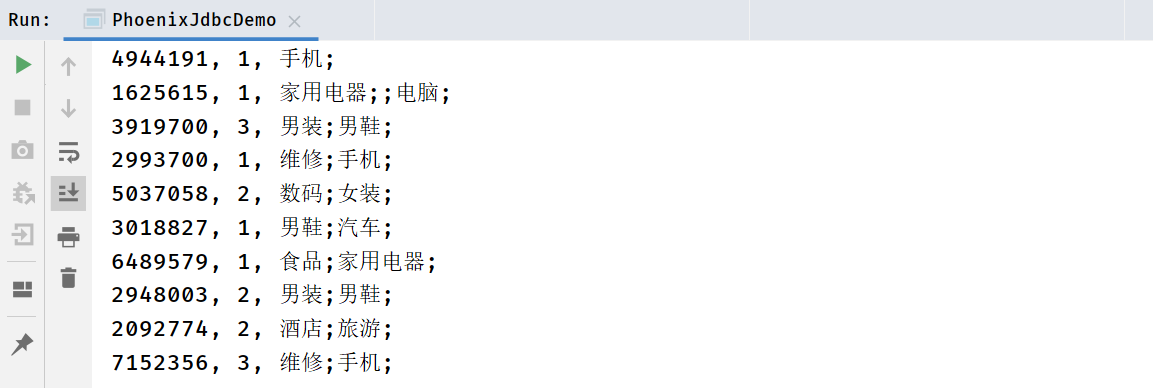 Run: PhoenixJdbcDemo
4944191, 1, 手机;
1625615, 1, 家用电器;;电脑;
3919700, 3, 男装;男鞋;
2993700, 1, 维修;手机;
5037058, 2, 数码;女装;
3018827, 1, 男鞋;汽车;
6489579, 1, 食品;家用电器;
2948003, 2, 男装;男鞋;
2092774, 2, 酒店;旅游;
7152356, 3, 维修;手机;